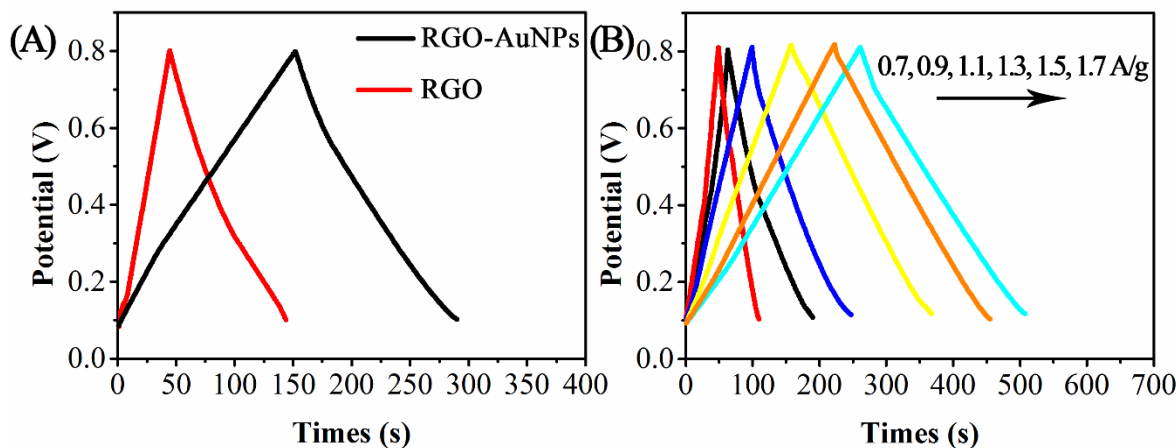 (A)
RGO-AuNPs
RGO
0.8
0.6
0.4
0.2
0.0
Potential (V)
0 50 100 150 200 250 300 350 400
Times (s)
(B)
0.7, 0.9, 1.1, 1.3, 1.5, 1.7 A/g
0.8
0.6
0.4
0.2
0.0
Potential (V)
0 100 200 300 400 500 600 700
Times (s)